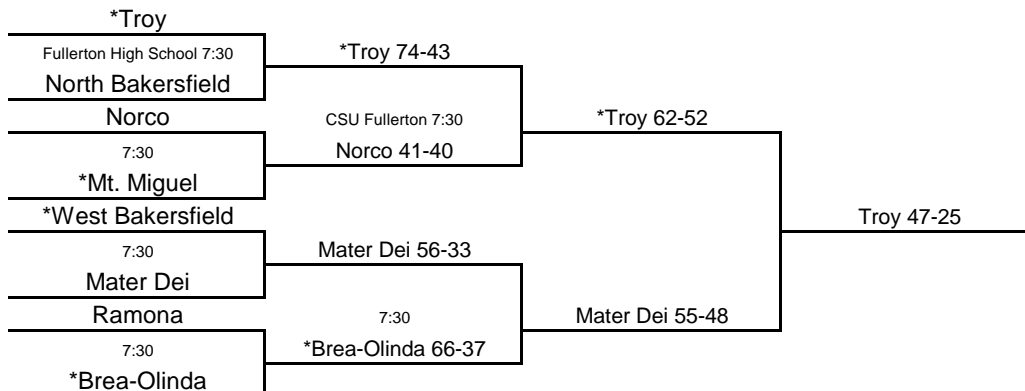 *Troy
Fullerton High School 7:30
North Bakersfield
Norco
7:30
*Mt. Miguel
*West Bakersfield
7:30
Mater Dei
Ramona
7:30
*Brea-Olinda
*Troy 74-43
CSU Fullerton 7:30
Norco 41-40
Mater Dei 56-33
7:30
*Brea-Olinda 66-37
*Troy 62-52
Mater Dei 55-48
Troy 47-25